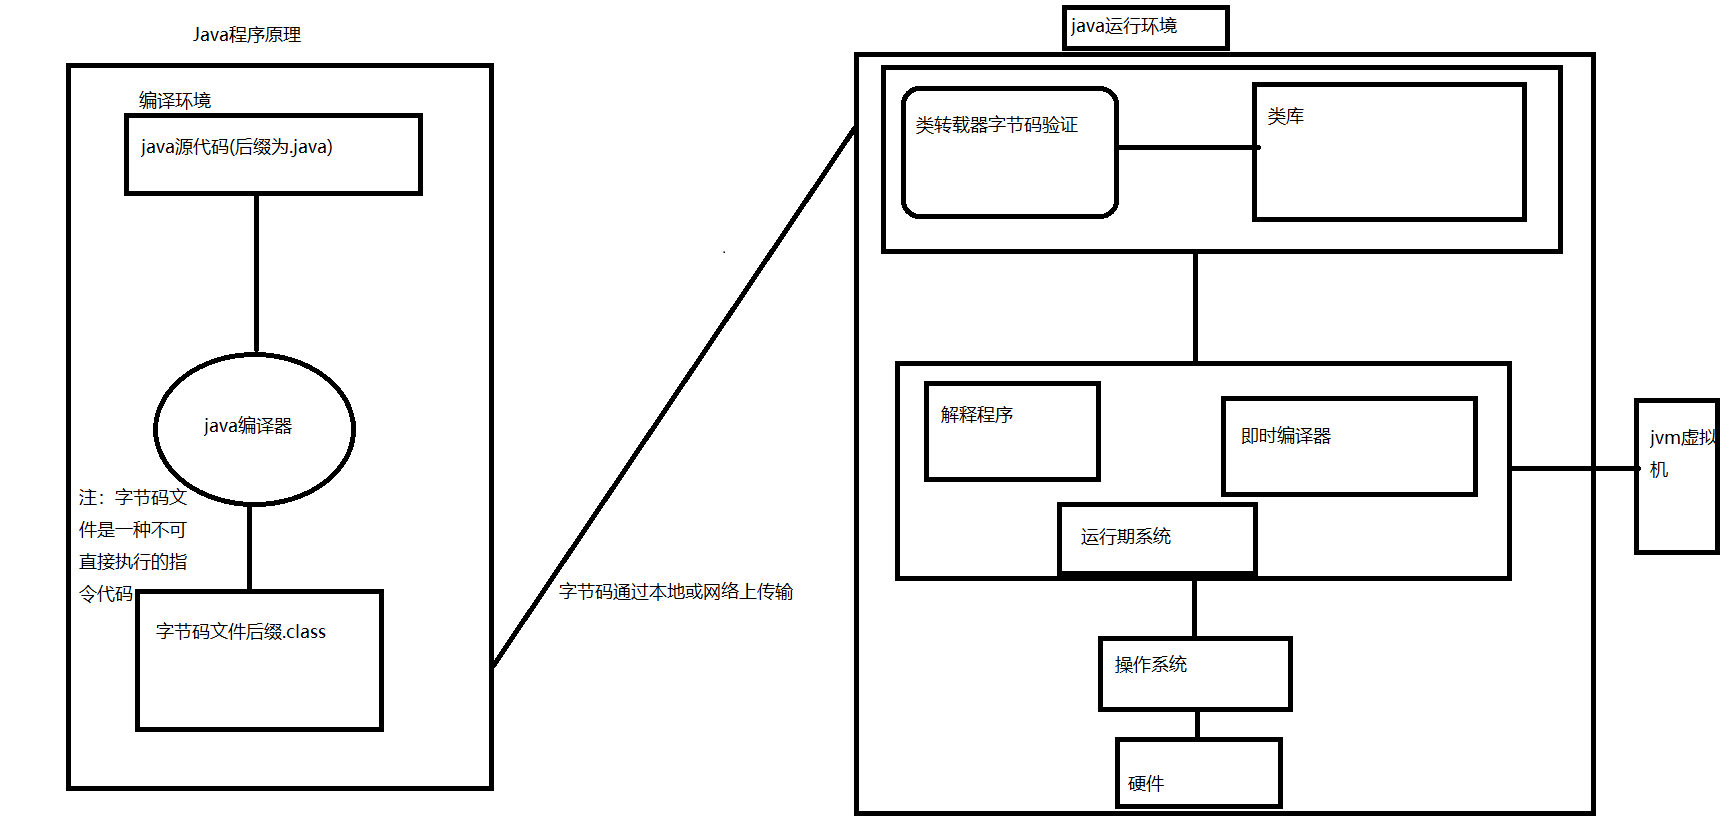 Java程序原理
编译环境
java源代码(后缀为.java)
java编译器
注：字节码文
件是一种不可
直接执行的指
令代码
字节码文件后缀.class
字节码通过本地或网络上传输
java运行环境
类转载器字节码验证
类库
解释程序
即时编译器
运行期系统
jvm虚拟
机
操作系统
硬件